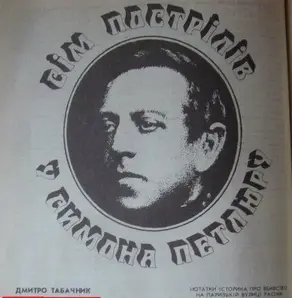 СІМ ПОСТРІЛІВ
У СИМОНА ПЕТЛЮРУ
ДМИТРО ТАБАЧНИК
НОТАТКИ ІСТОРИКА ПРО ВБИВСТВО
НА ПАРИЗЬКІЙ ВУЛИЦІ РАСІН